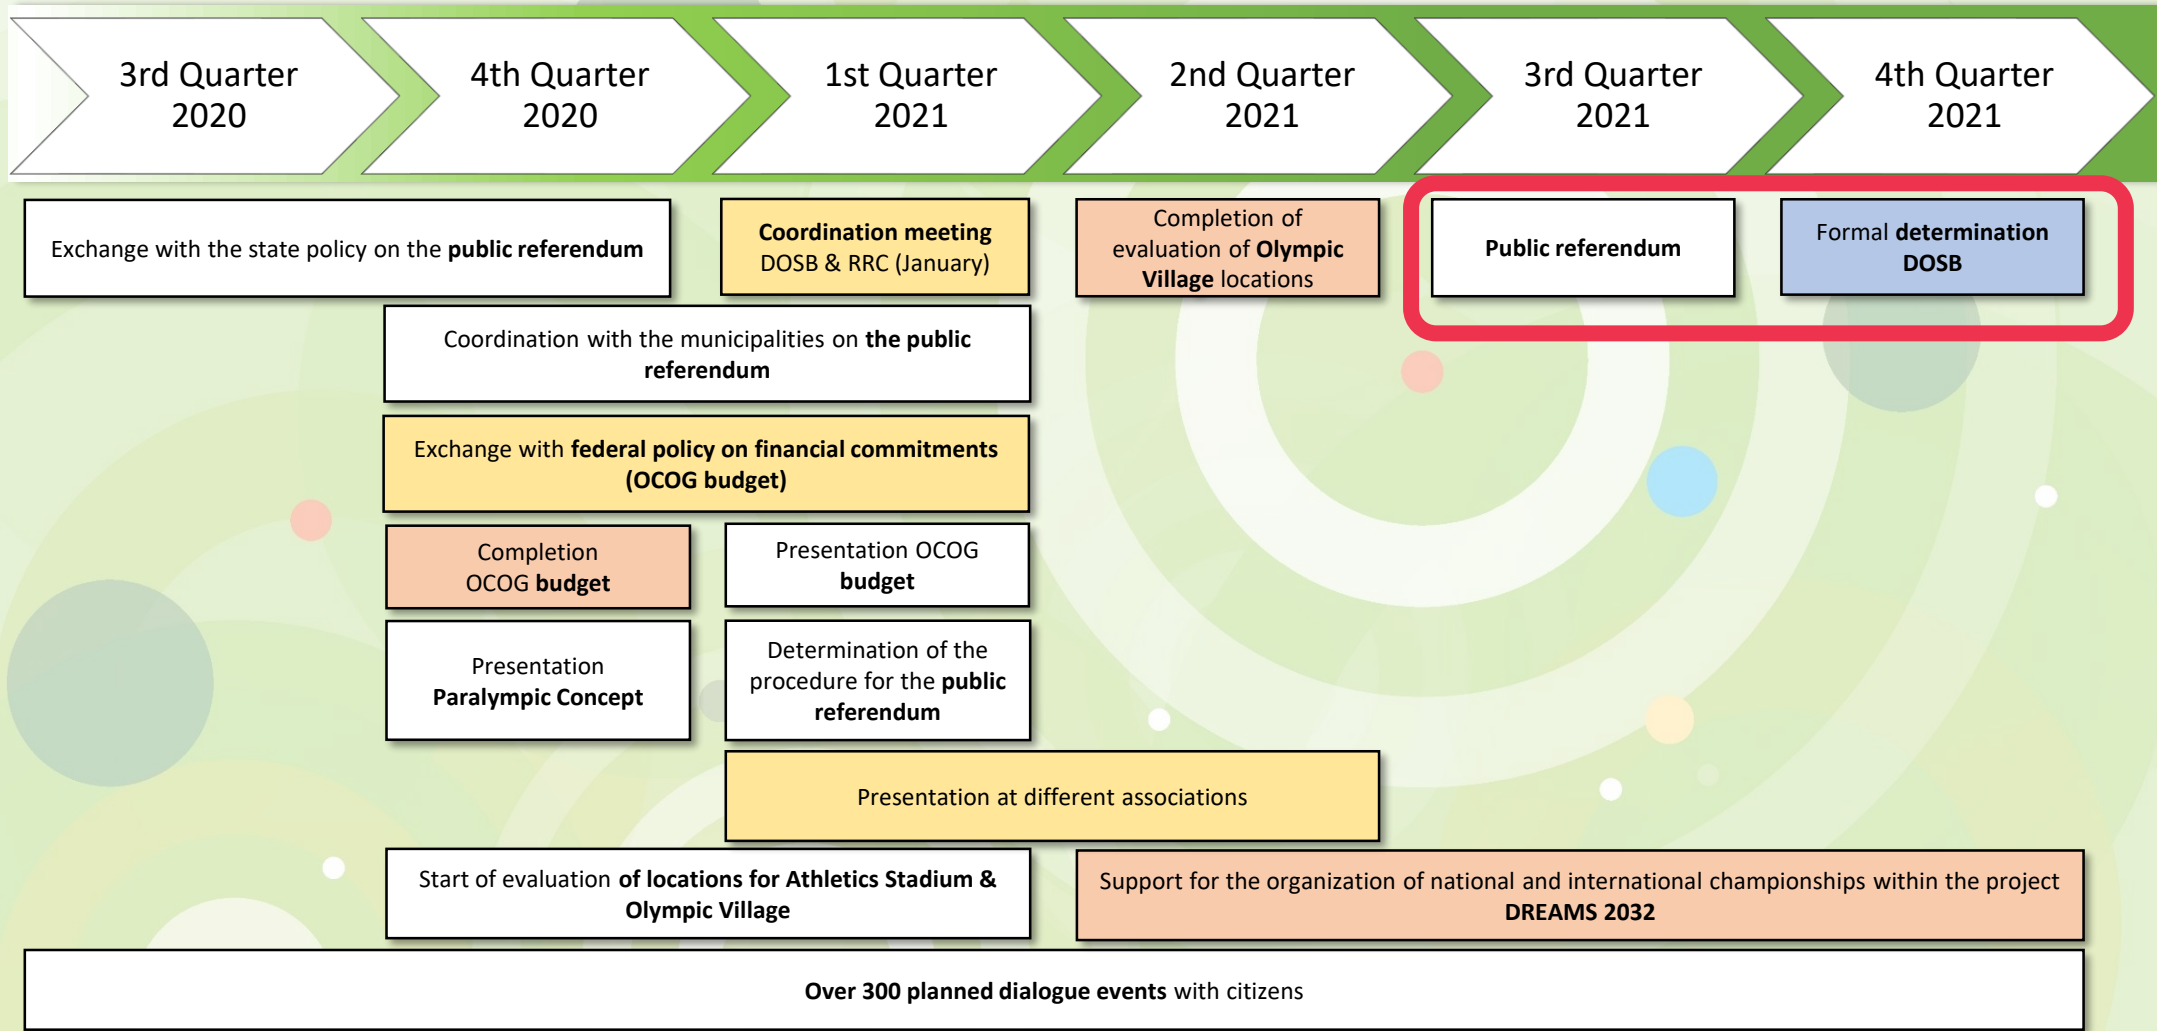 3rd Quarter
2020
4th Quarter
2020
1st Quarter
2021
2nd Quarter
2021
3rd Quarter
2021
4th Quarter
2021
Exchange with the state policy on the public referendum
Coordination meeting
DOSB & RRC (January)
Completion of
evaluation of Olympic
Village locations
Public referendum
Formal determination
DOSB
Coordination with the municipalities on the public
referendum
Exchange with federal policy on financial commitments
(OCOG budget)
Completion
OCOG budget
Presentation OCOG
budget
Presentation
Paralympic Concept
Determination of the
procedure for the public
referendum
Presentation at different associations
Start of evaluation of locations for Athletics Stadium &
Olympic Village
Support for the organization of national and international championships within the project
DREAMS 2032
Over 300 planned dialogue events with citizens